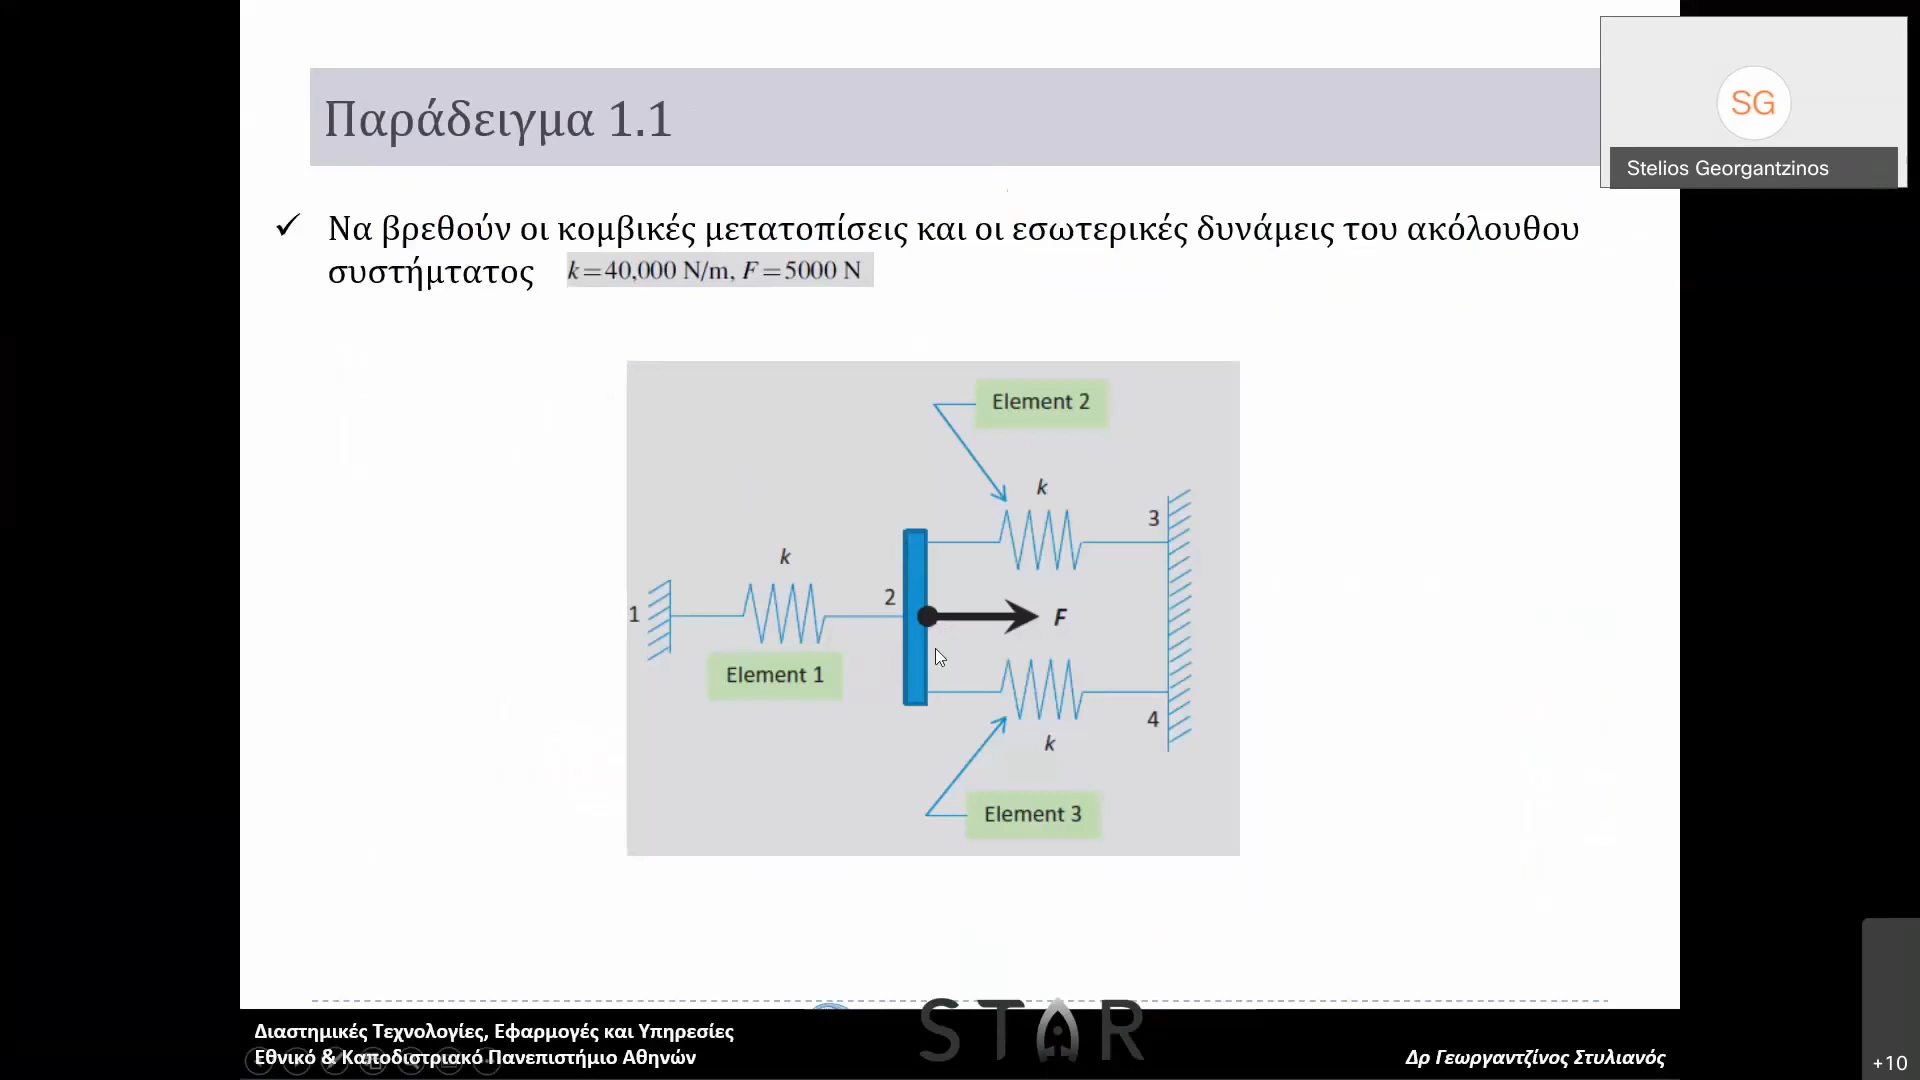 Παράδειγμα 1.1
SG
Stelios Georgantzinos
✓ Να βρεθούν οι κομβικές μετατοπίσεις και οι εσωτερικές δυνάμεις του ακόλουθου
συστήμτατος k=40,000 N/m, F=5000 N
Element 2
k
3
k
2
1
F
Element 1
4
k
Element 3
STAR
Διαστημικές Τεχνολογίες, Εφαρμογές και Υπηρεσίες
Εθνικό & Καποδιστριακό Πανεπιστήμιο Αθηνών
Δρ Γεωργαντζίνος Στυλιανός
+10